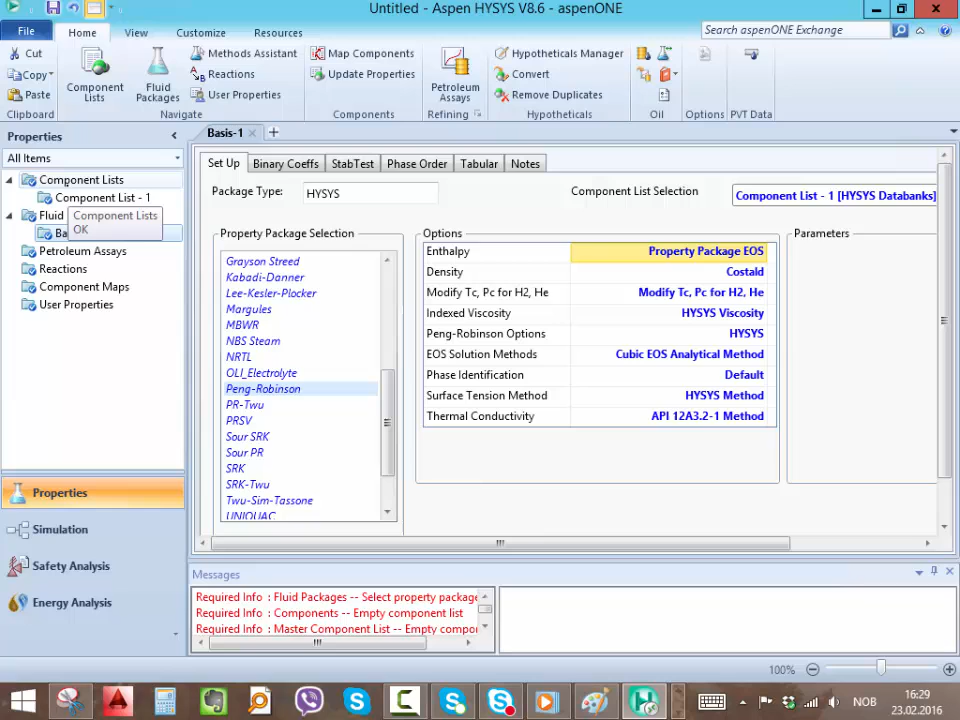 Untitled - Aspen HYSYS V8.6 - aspenONE
File
Home
View
Customize
Resources
Search aspenONE Exchange
Cut
Copy
Paste
Clipboard
Component Lists
Fluid Packages
Methods Assistant
Reactions
User Properties
Navigate
Map Components
Update Properties
Components
Petroleum Assays
Refining
Hypotheticals Manager
Convert
Remove Duplicates
Hypotheticals
Oil
Options
PVT Data
Properties
All Items
Component Lists
Component List - 1
Fluid
Ba
Component Lists
OK
Petroleum Assays
Reactions
Component Maps
User Properties
Properties
Simulation
Safety Analysis
Energy Analysis
Basis-1
Set Up
Binary Coeffs
StabTest
Phase Order
Tabular
Notes
Package Type:
HYSYS
Component List Selection
Component List - 1 [HYSYS Databanks]
Property Package Selection
Grayson Streed
Kabadi-Danner
Lee-Kesler-Plocker
Margules
MBWR
NBS Steam
NRTL
OLI_Electrolyte
Peng-Robinson
PR-Twu
PRSV
Sour SRK
Sour PR
SRK
SRK-Twu
Twu-Sim-Tassone
UNIQUAC
Options
Enthalpy Property Package EOS
Density Costald
Modify Tc, Pc for H2, He Modify Tc, Pc for H2, He
Indexed Viscosity HYSYS Viscosity
Peng-Robinson Options HYSYS
EOS Solution Methods Cubic EOS Analytical Method
Phase Identification Default
Surface Tension Method HYSYS Method
Thermal Conductivity API 12A3.2-1 Method
Parameters
Messages
Required Info : Fluid Packages -- Select property package
Required Info : Components -- Empty component list
Required Info : Master Component List -- Empty compo
100%
NOB
16:29
23.02.2016